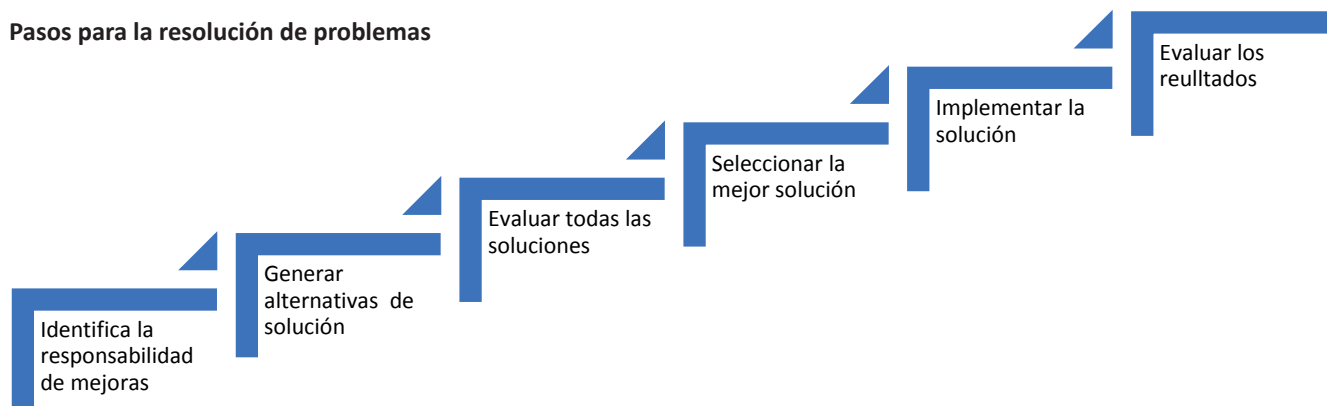 Pasos para la resolución de problemas
Identifica la
responsabilidad
de mejoras
Generar
alternativas de
solución
Evaluar todas las
soluciones
Seleccionar la
mejor solución
Implementar la
solución
Evaluar los
reulltados